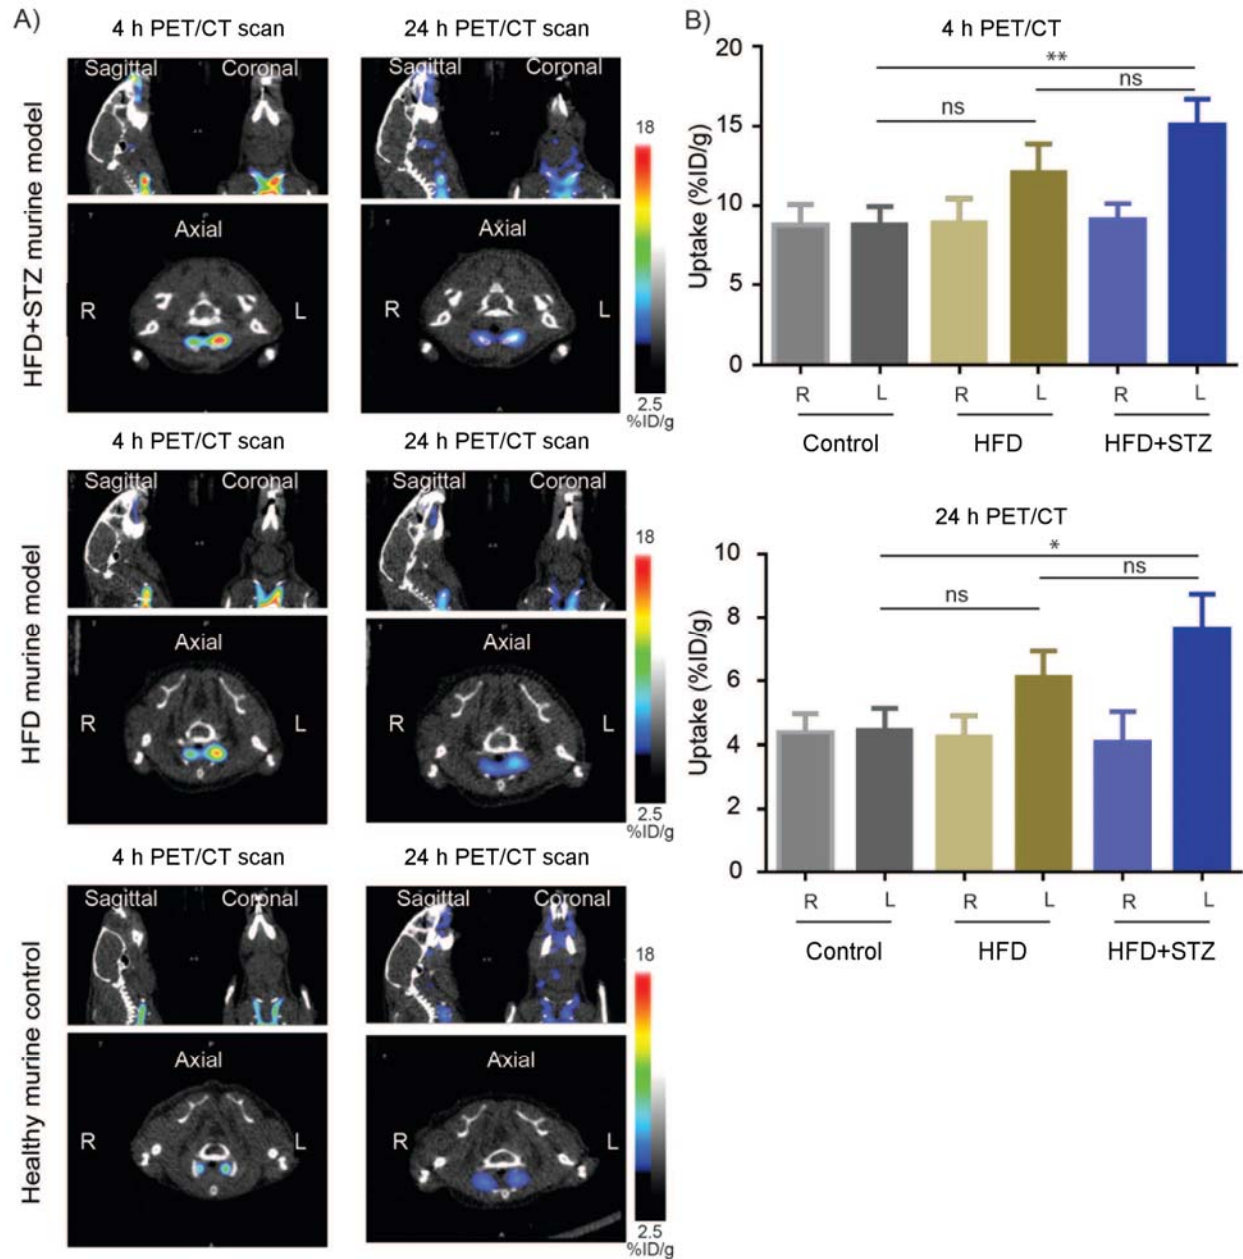 A)
4 h PET/CT scan
24 h PET/CT scan
HFD+STZ murine model
Sagittal
Coronal
Sagittal
Coronal
Axial
R
L
Axial
R
L
18
2.5
%ID/g
4 h PET/CT scan
24 h PET/CT scan
HFD murine model
Sagittal
Coronal
Sagittal
Coronal
Axial
R
L
Axial
R
L
18
2.5
%ID/g
4 h PET/CT scan
24 h PET/CT scan
Healthy murine control
Sagittal
Coronal
Sagittal
Coronal
Axial
R
L
Axial
R
L
18
2.5
%ID/g
B)
4 h PET/CT
Uptake (%ID/g)
20
15
10
5
0
**
ns
ns
R L R L R L
Control HFD HFD+STZ
24 h PET/CT
Uptake (%ID/g)
10
8
6
4
2
0
*
ns
ns
R L R L R L
Control HFD HFD+STZ